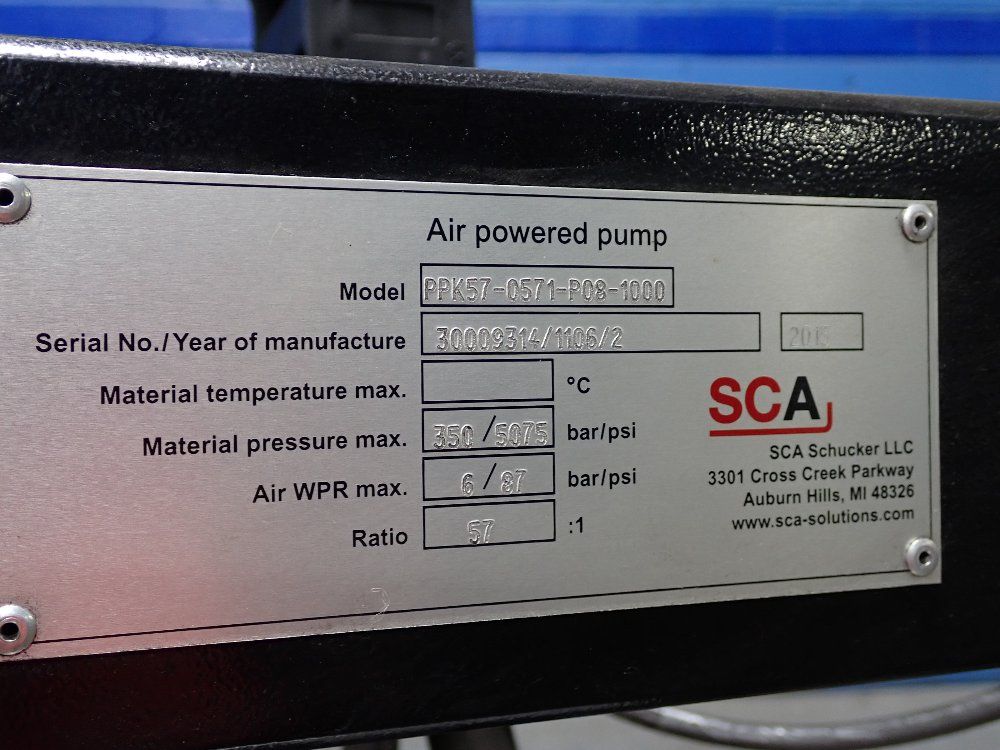 Air powered pump
Model PPK57-0571-P08-1000
Serial No./Year of manufacture 30009314/1106/2 2015
Material temperature max. °C
Material pressure max. 350/5075 bar/psi
Air WPR max. 6/87 bar/psi
Ratio 57 :1
SCA
SCA Schucker LLC
3301 Cross Creek Parkway
Auburn Hills, MI 48326
www.sca-solutions.com